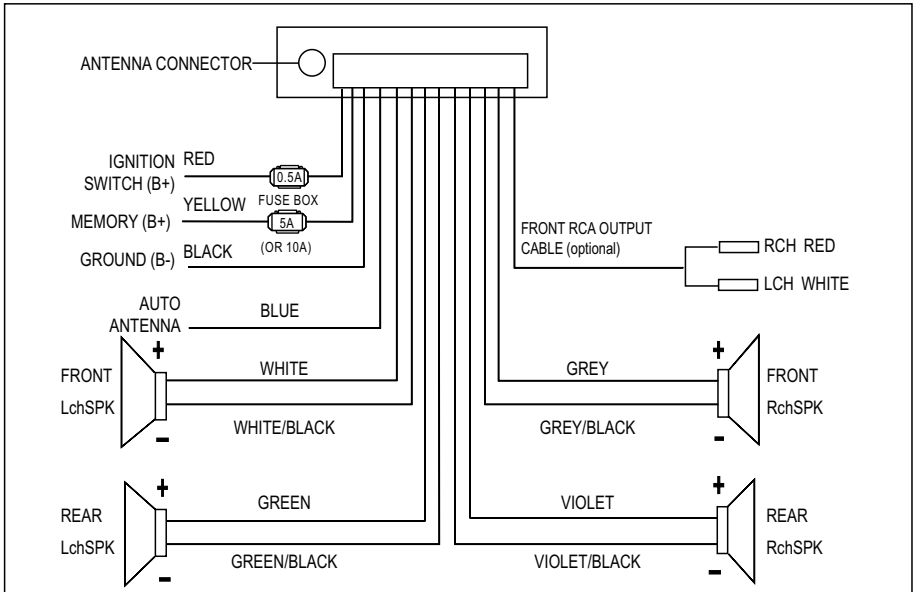 ANTENNA CONNECTOR
IGNITION
SWITCH (B+)
RED
0.5A
FUSE BOX
MEMORY (B+)
YELLOW
5A
(OR 10A)
GROUND (B-)
BLACK
AUTO
ANTENNA
BLUE
FRONT RCA OUTPUT
CABLE (optional)
RCH RED
LCH WHITE
FRONT
LchSPK
+
-
WHITE
WHITE/BLACK
GREY
GREY/BLACK
+
-
FRONT
RchSPK
REAR
LchSPK
+
-
GREEN
GREEN/BLACK
VIOLET
VIOLET/BLACK
+
-
REAR
RchSPK